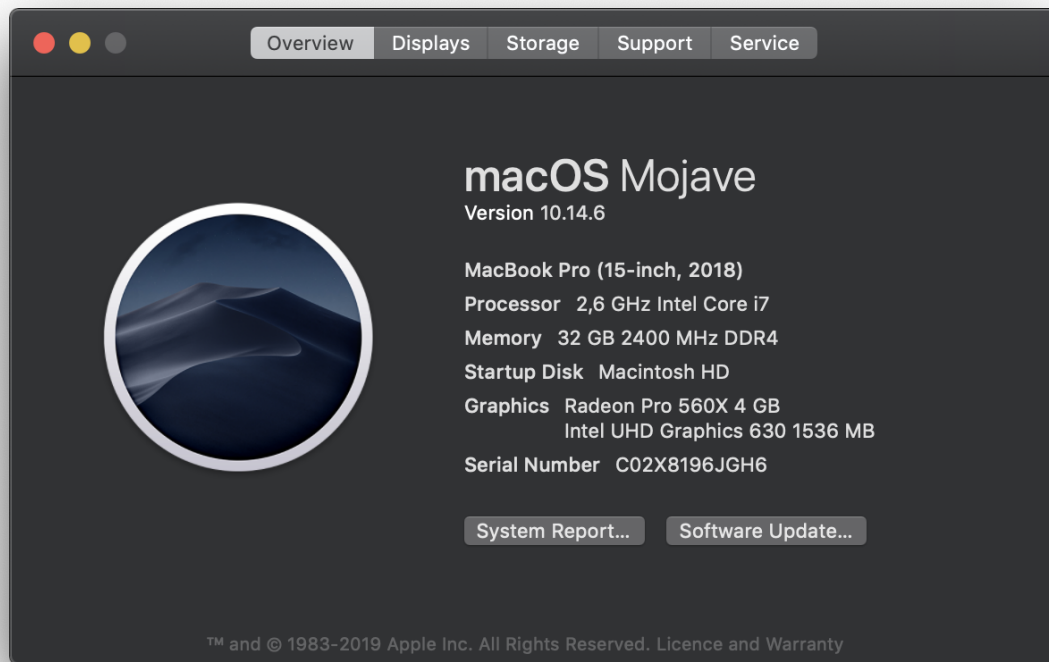 Overview Displays Storage Support Service
macOS Mojave
Version 10.14.6
MacBook Pro (15-inch, 2018)
Processor 2,6 GHz Intel Core i7
Memory 32 GB 2400 MHz DDR4
Startup Disk Macintosh HD
Graphics Radeon Pro 560X 4 GB
Intel UHD Graphics 630 1536 MB
Serial Number C02X8196JGH6
System Report... Software Update...
™ and © 1983-2019 Apple Inc. All Rights Reserved. Licence and Warranty